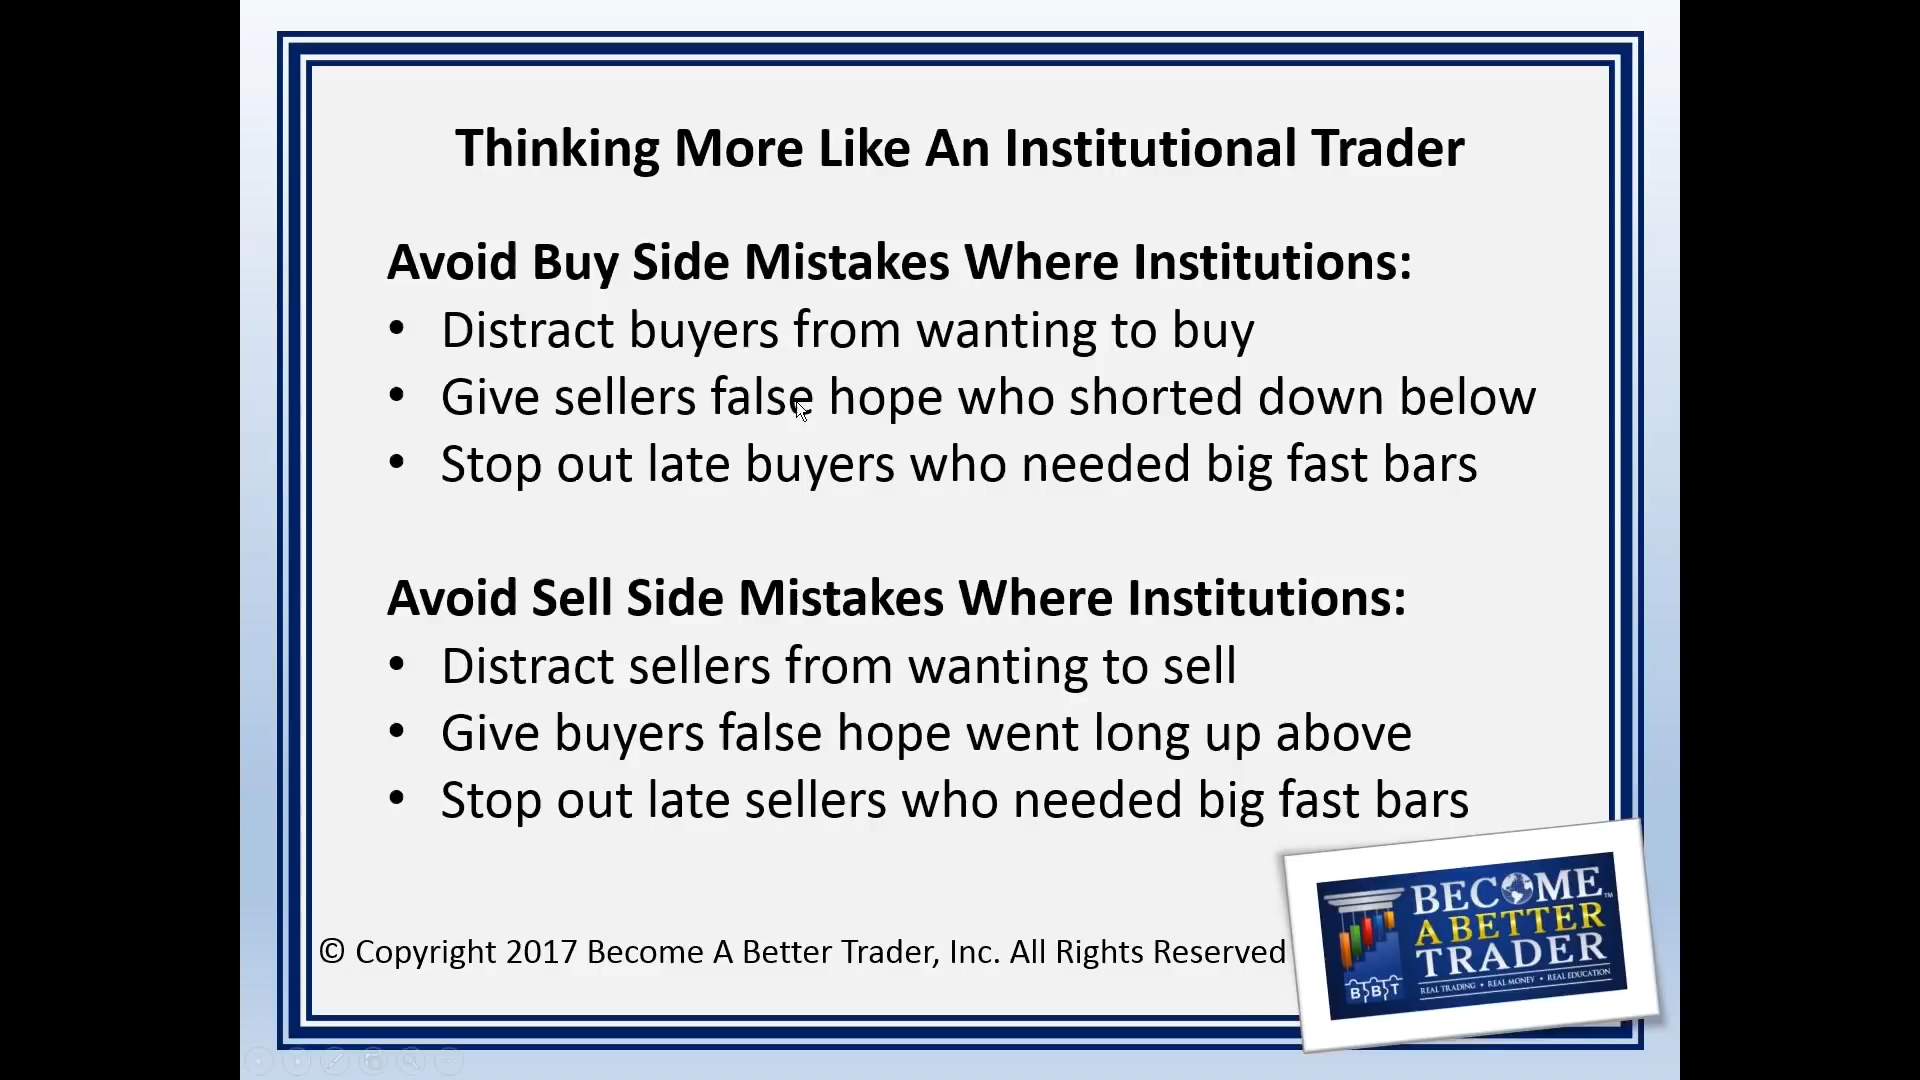 Thinking More Like An Institutional Trader
Avoid Buy Side Mistakes Where Institutions:
• Distract buyers from wanting to buy
• Give sellers false hope who shorted down below
• Stop out late buyers who needed big fast bars
Avoid Sell Side Mistakes Where Institutions:
• Distract sellers from wanting to sell
• Give buyers false hope went long up above
• Stop out late sellers who needed big fast bars
© Copyright 2017 Become A Better Trader, Inc. All Rights Reserved
BECOME™
A BETTER
TRADER
BBT
REAL TRADING • REAL MONEY • REAL EDUCATION